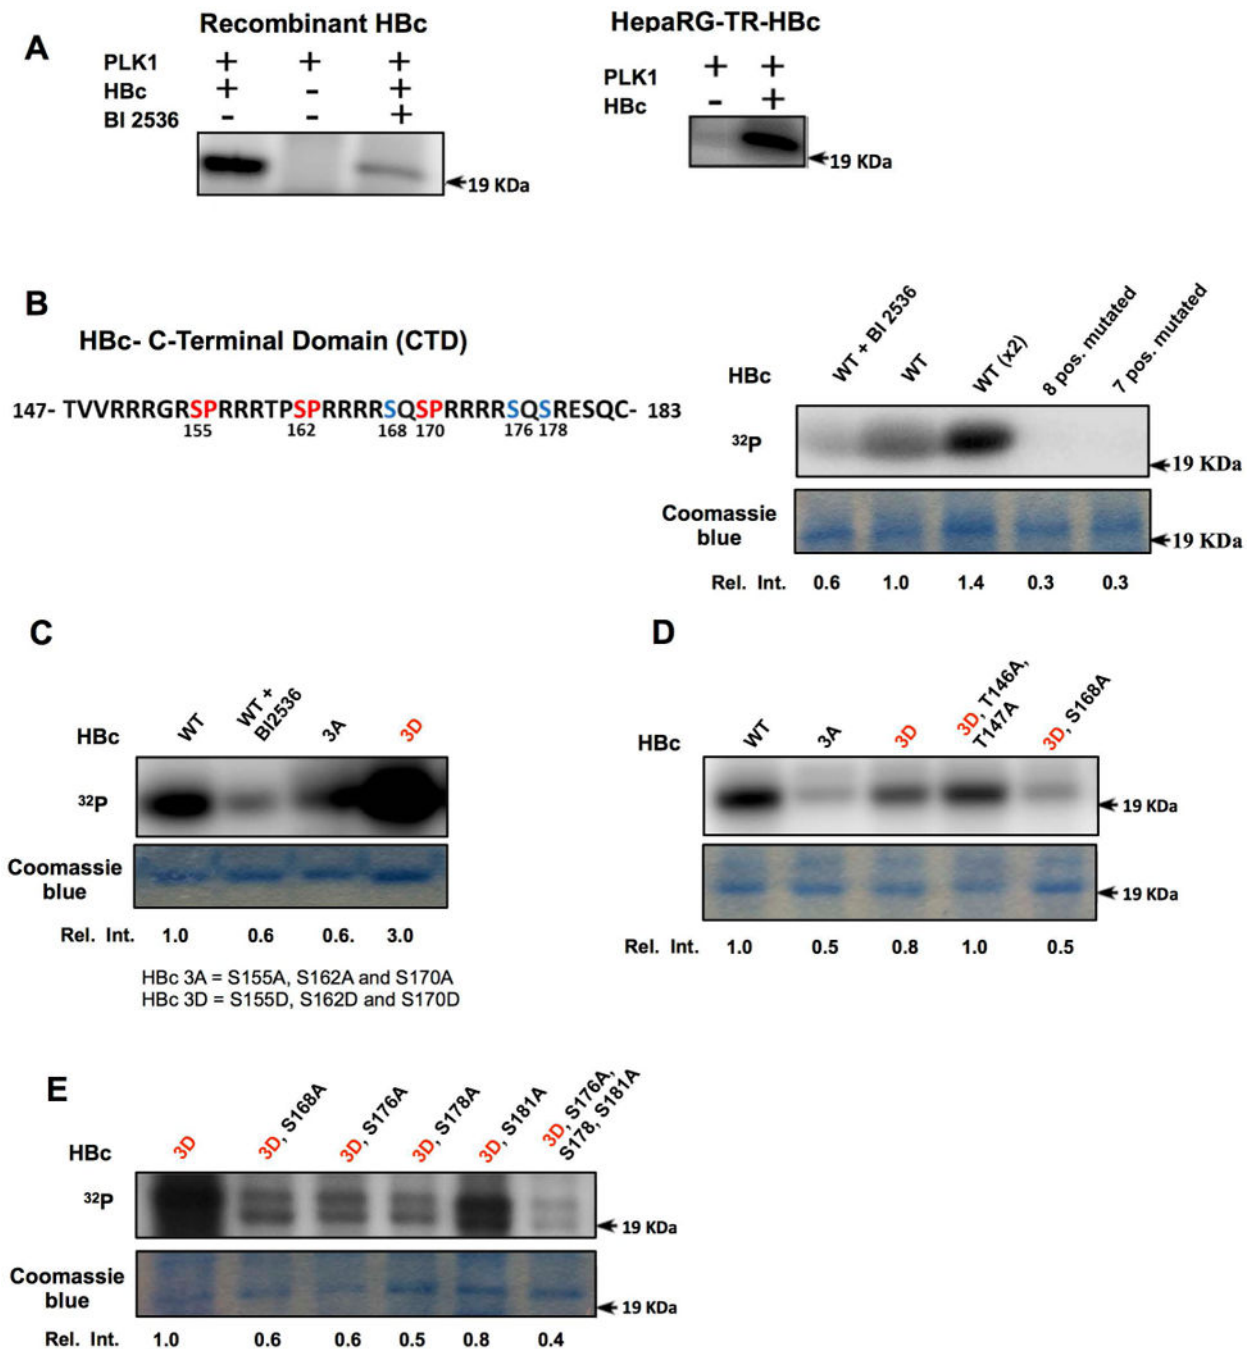 A
Recombinant HBc
PLK1 + + +
HBc + - +
BI 2536 - - +
19 KDa
HepaRG-TR-HBc
PLK1 + +
HBc - +
19 KDa
B
HBc- C-Terminal Domain (CTD)
147- TVVRRRGRSPRRRTPSPRRRRSQSPRRRRSQSRESQC- 183
155 162 168 170 176 178
HBc WT + BI 2536 WT WT (x2) 8 pos. mutated 7 pos. mutated
32P
19 KDa
Coomassie
blue
19 KDa
Rel. Int. 0.6 1.0 1.4 0.3 0.3
C
HBc WT WT + BI2536 3A 3D
32P
Coomassie
blue
Rel. Int. 1.0 0.6 0.6. 3.0
HBc 3A = S155A, S162A and S170A
HBc 3D = S155D, S162D and S170D
D
HBc WT 3A 3D 3D, T146A, T147A 3D, S168A
19 KDa
19 KDa
Rel. Int. 1.0 0.5 0.8 1.0 0.5
E
HBc 3D 3D, S168A 3D, S176A 3D, S178A 3D, S181A 3D, S176A, S178, S181A
32P
19 KDa
Coomassie
blue
19 KDa
Rel. Int. 1.0 0.6 0.6 0.5 0.8 0.4